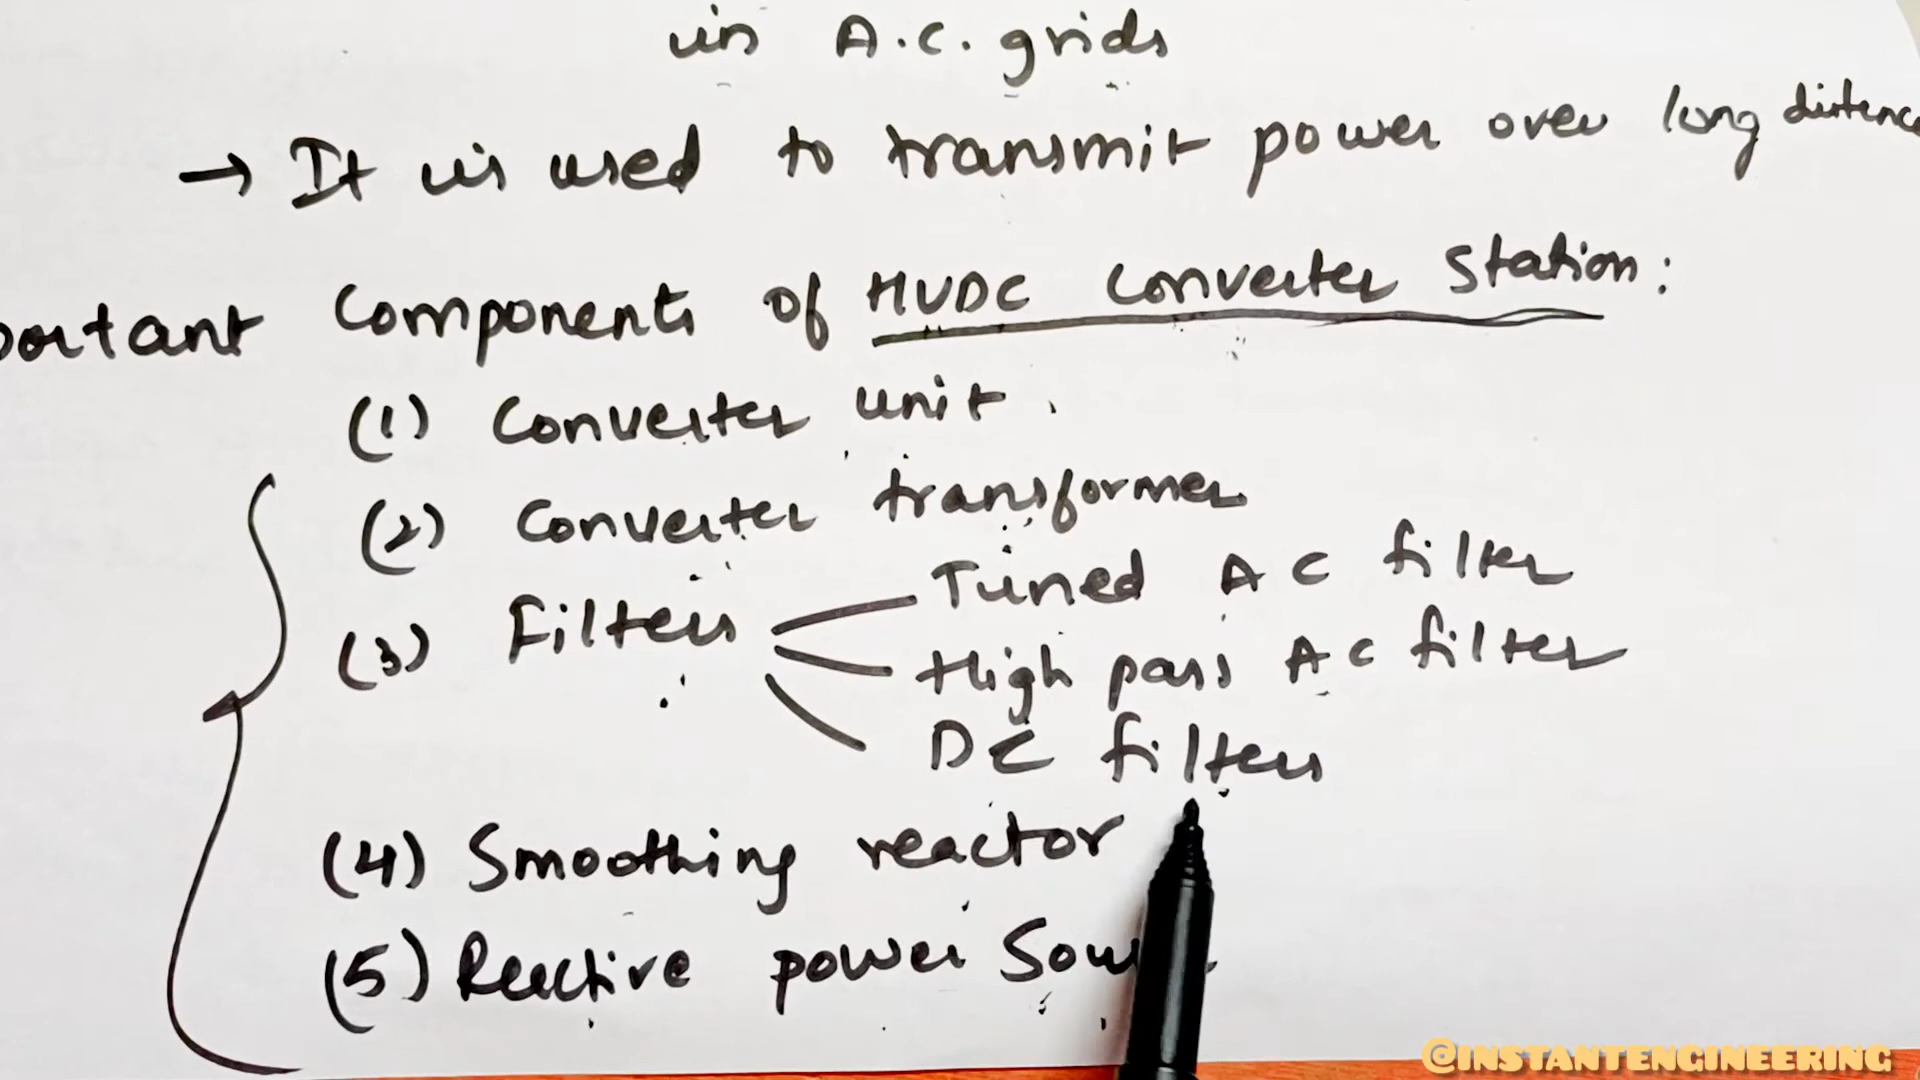 in A.C. grids
→ It is used to transmit power over long distance
portant Components of HVDC Converter Station:
(1) Converter unit.
(2) Converter transformer
(3) Filters
Tuned AC filter
High pass AC filter
DC filters
(4) Smoothing reactor
(5) Reactive power Sou
@INSTANTENGINEERING